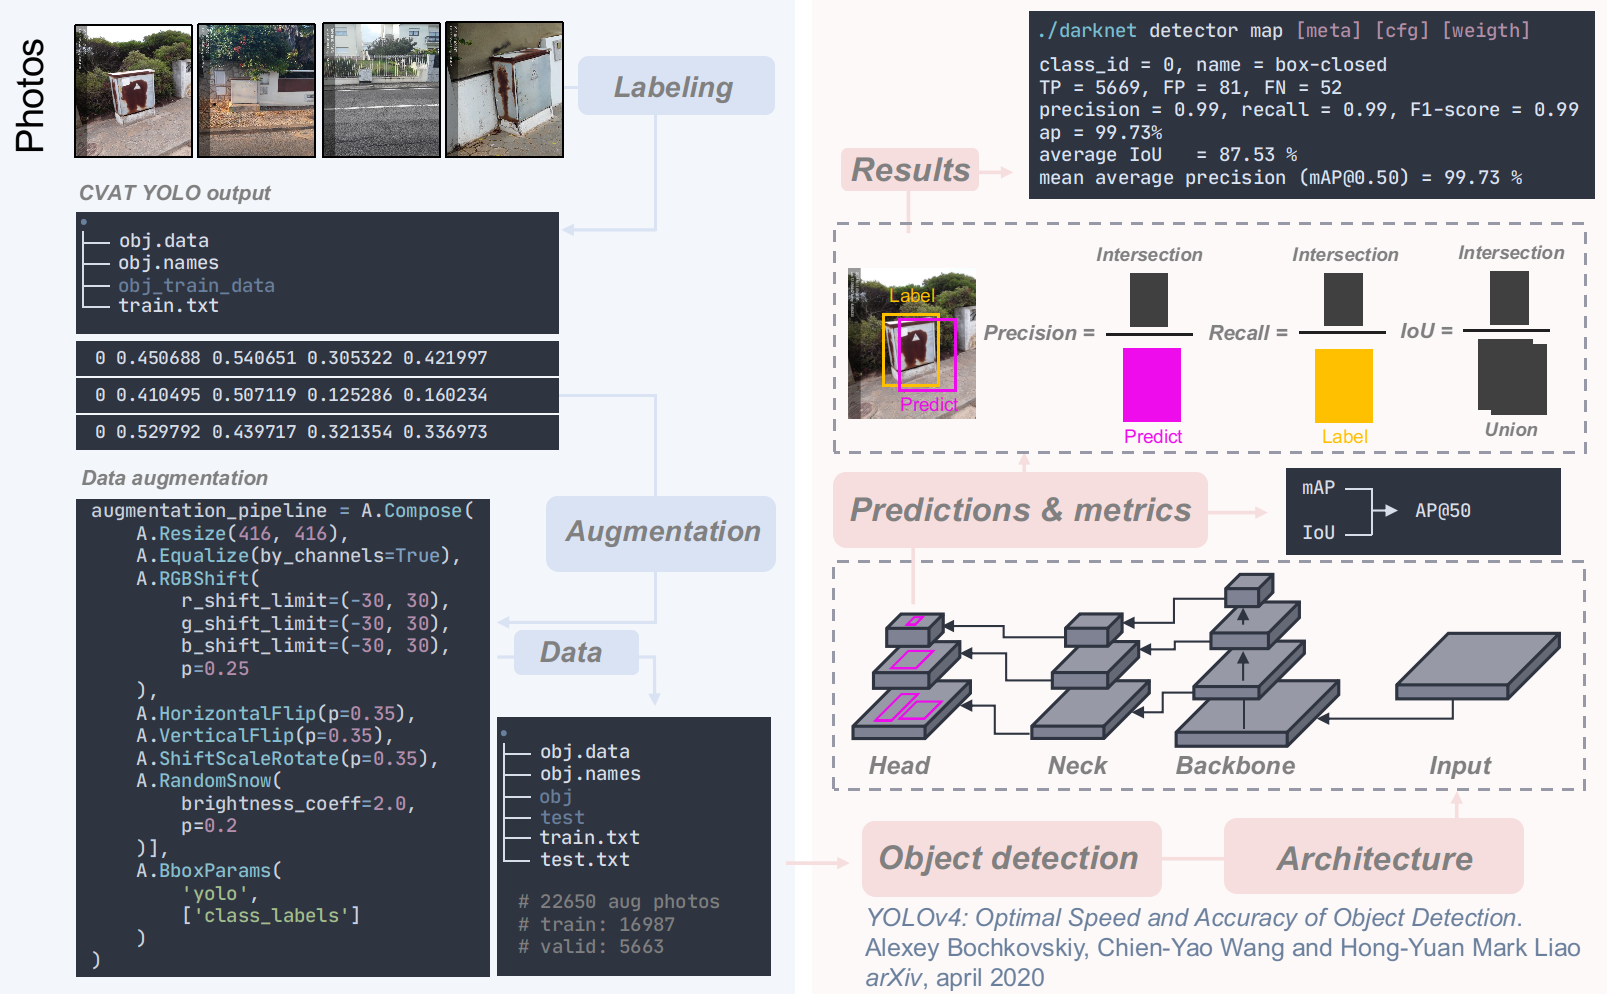 Photos
Labeling
CVAT YOLO output
obj.data
obj.names
obj_train_data
train.txt
0 0.450688 0.540651 0.305322 0.421997
0 0.410495 0.507119 0.125286 0.160234
0 0.529792 0.439717 0.321354 0.336973
Data augmentation
augmentation_pipeline = A.Compose(
A.Resize(416, 416),
A.Equalize(by_channels=True),
A.RGBShift(
r_shift_limit=(-30, 30),
g_shift_limit=(-30, 30),
b_shift_limit=(-30, 30),
p=0.25
),
A.HorizontalFlip(p=0.35),
A.VerticalFlip(p=0.35),
A.ShiftScaleRotate(p=0.35),
A.RandomSnow(
brightness_coeff=2.0,
p=0.2
)],
A.BboxParams(
'yolo',
['class_labels']
)
)
Augmentation
Data
obj.data
obj.names
obj
test
train.txt
test.txt
# 22650 aug photos
# train: 16987
# valid: 5663
./darknet detector map [meta] [cfg] [weigth]
class_id = 0, name = box-closed
TP = 5669, FP = 81, FN = 52
precision = 0.99, recall = 0.99, F1-score = 0.99
ap = 99.73%
average IoU = 87.53 %
mean average precision (mAP@0.50) = 99.73 %
Results
Label
Predict
Precision =
Intersection
Predict
Recall =
Intersection
Label
IoU =
Intersection
Union
Predictions & metrics
mAP
IoU
AP@50
Head
Neck
Backbone
Input
Object detection
Architecture
YOLOv4: Optimal Speed and Accuracy of Object Detection.
Alexey Bochkovskiy, Chien-Yao Wang and Hong-Yuan Mark Liao
arXiv, april 2020